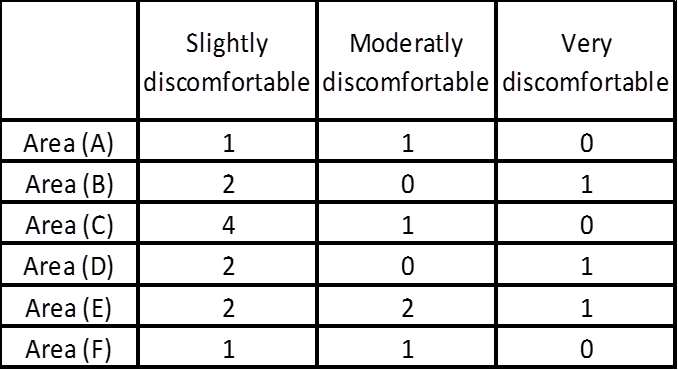 Slightly discomfortable Moderatly discomfortable Very discomfortable
Area (A) 1 1 0
Area (B) 2 0 1
Area (C) 4 1 0
Area (D) 2 0 1
Area (E) 2 2 1
Area (F) 1 1 0